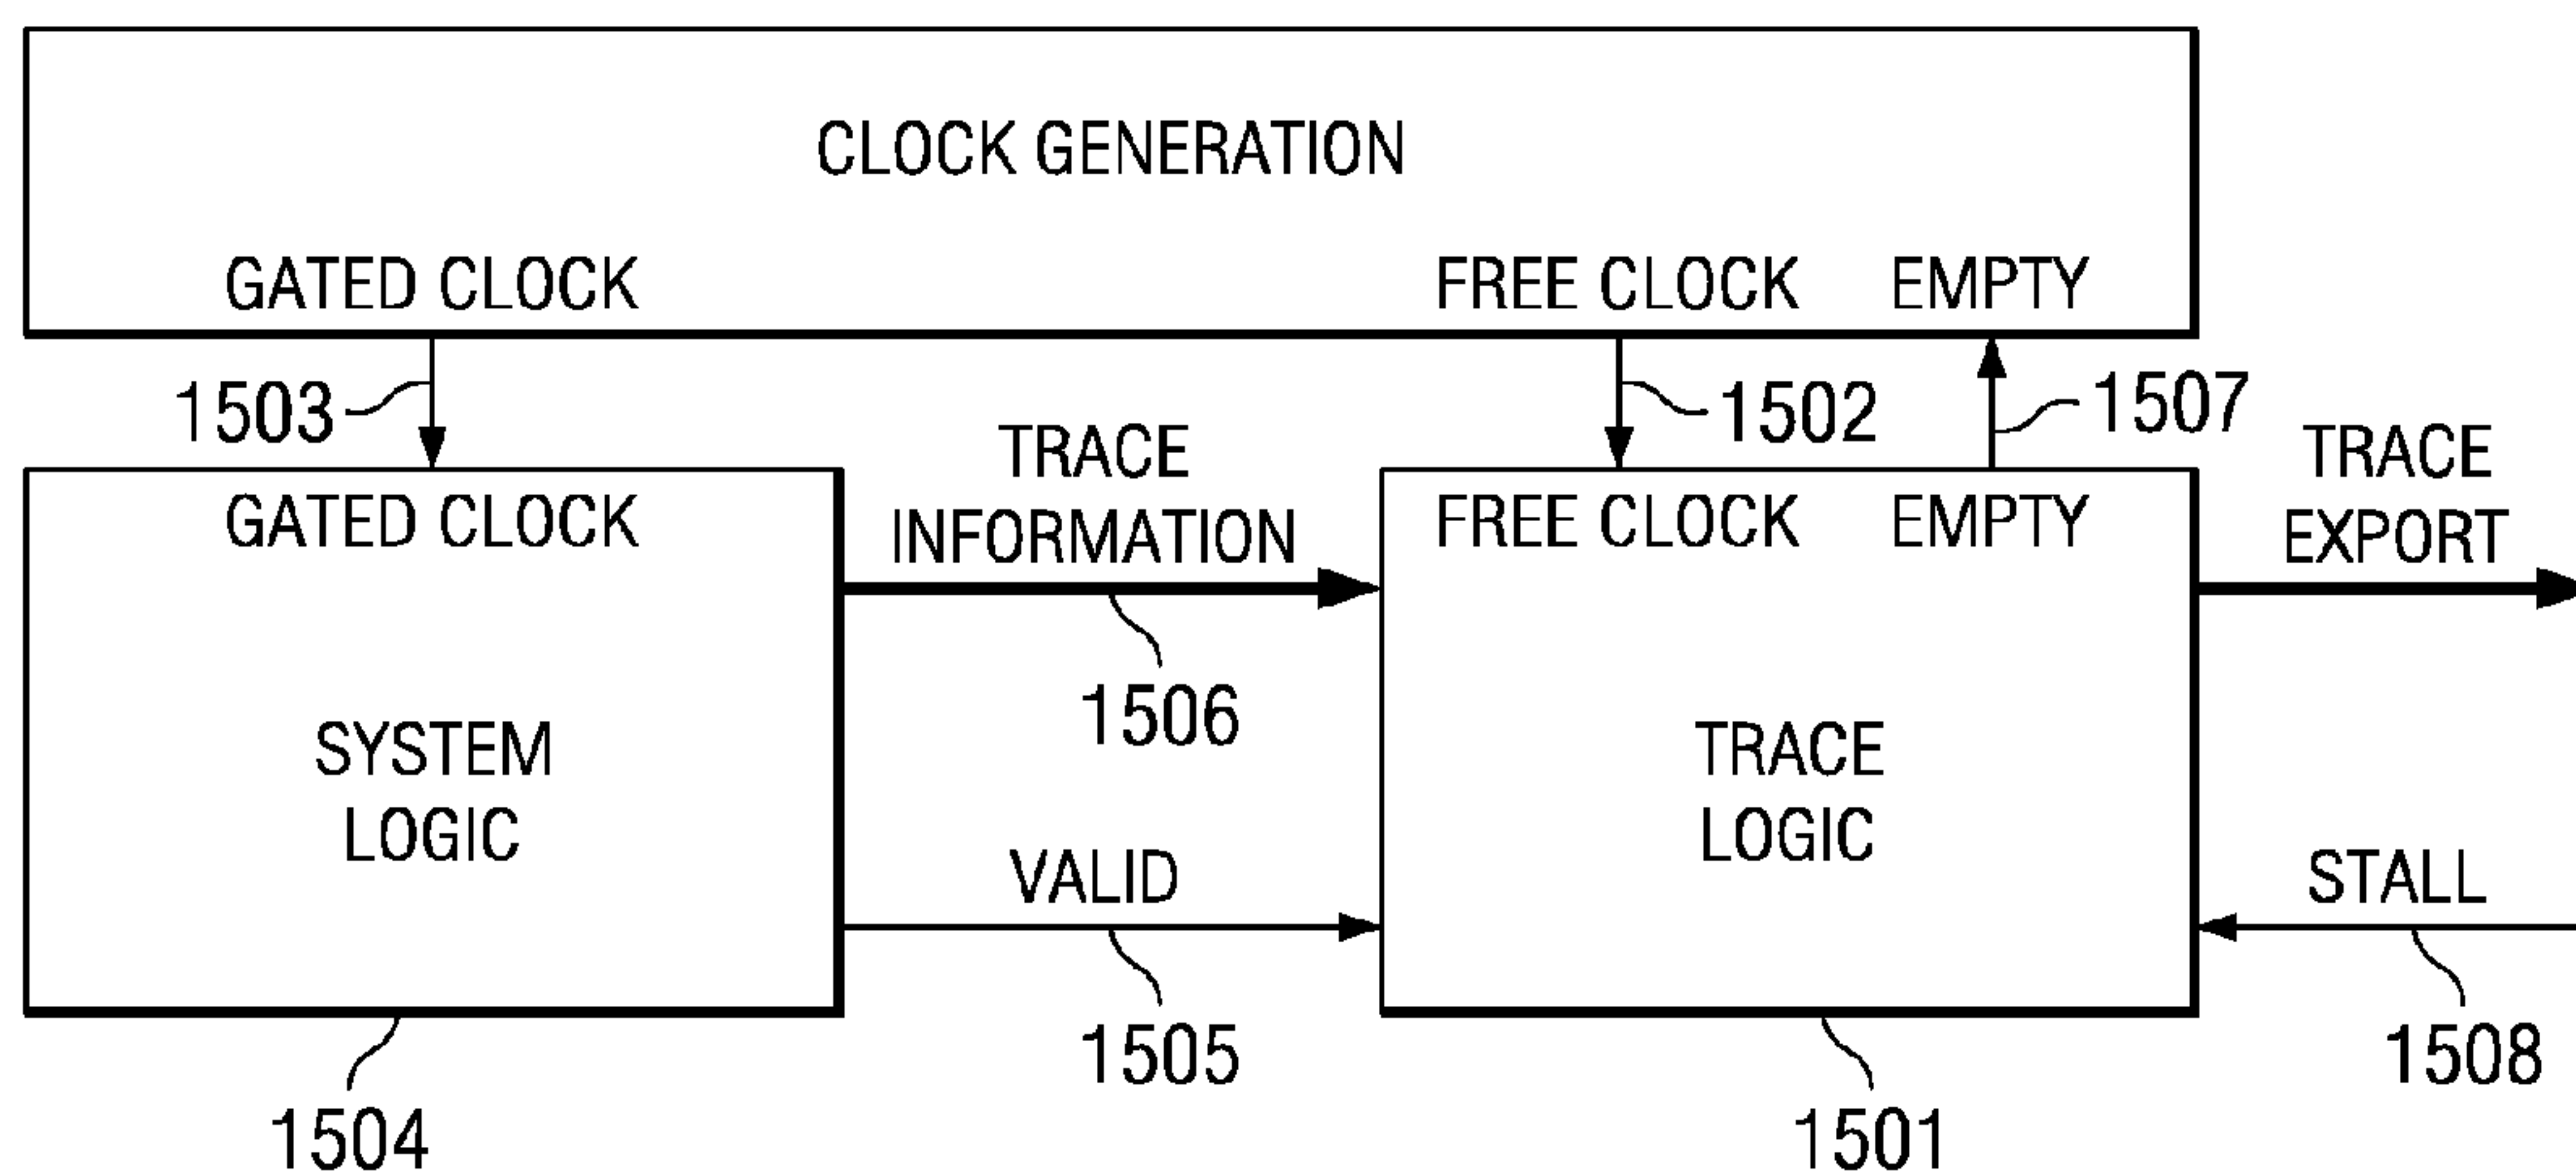 CLOCK GENERATION
GATED CLOCK
FREE CLOCK
EMPTY
1503
1502
1507
TRACE
INFORMATION
TRACE
EXPORT
GATED CLOCK
FREE CLOCK
EMPTY
1506
SYSTEM
LOGIC
TRACE
LOGIC
VALID
STALL
1505
1508
1504
1501